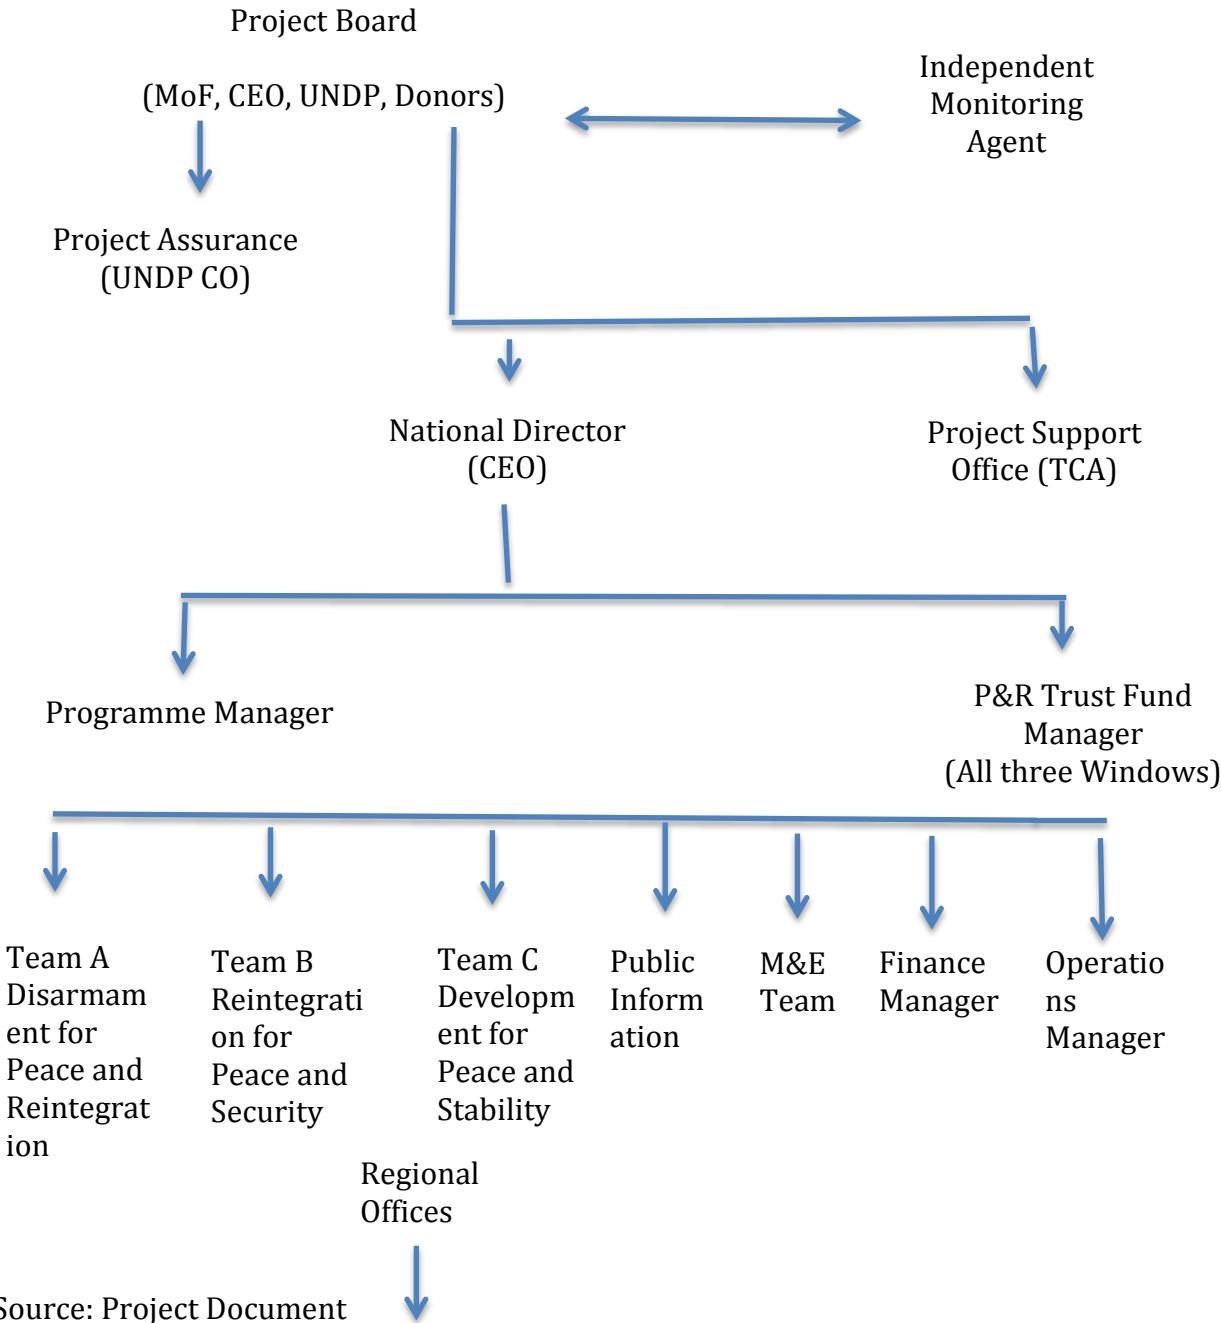 Project Board
(MoF, CEO, UNDP, Donors)
Independent
Monitoring
Agent
Project Assurance
(UNDP CO)
National Director
(CEO)
Project Support
Office (TCA)
Programme Manager
P&R Trust Fund
Manager
(All three Windows)
Team A
Disarmam
ent for
Peace and
Reintegrat
ion
Team B
Reintegrati
on for
Peace and
Security
Team C
Developm
ent for
Peace and
Stability
Public
Inform
ation
M&E
Team
Finance
Manager
Operatio
ns
Manager
Regional
Offices
Source: Project Document